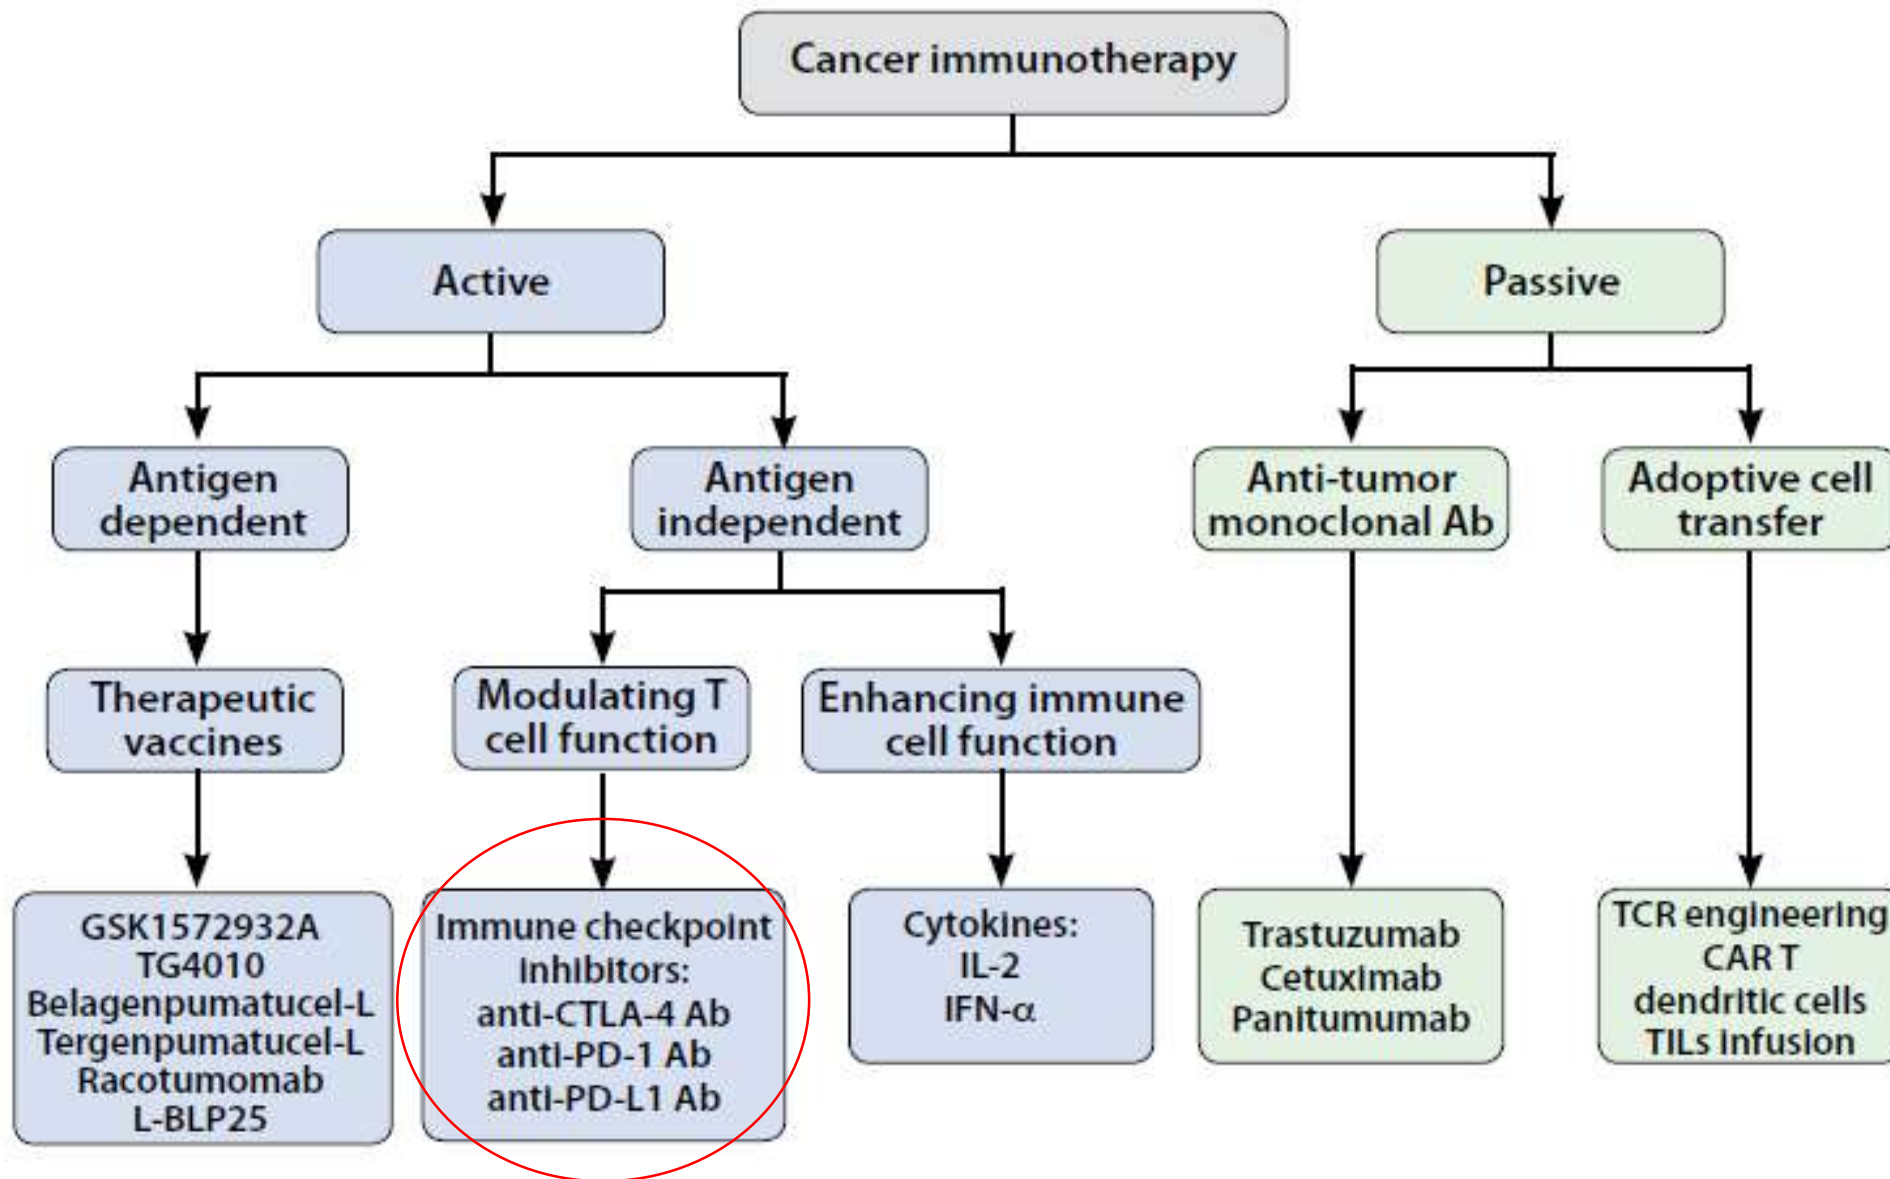 Cancer immunotherapy
Active
Passive
Antigen
dependent
Antigen
independent
Anti-tumor
monoclonal Ab
Adoptive cell
transfer
Therapeutic
vaccines
Modulating T
cell function
Enhancing immune
cell function
GSK1572932A
TG4010
Belagenpumatucel-L
Tergenpumatucel-L
Racotumomab
L-BLP25
Immune checkpoint
inhibitors:
anti-CTLA-4 Ab
anti-PD-1 Ab
anti-PD-L1 Ab
Cytokines:
IL-2
IFN-α
Trastuzumab
Cetuximab
Panitumumab
TCR engineering
CAR T
dendritic cells
TILs infusion